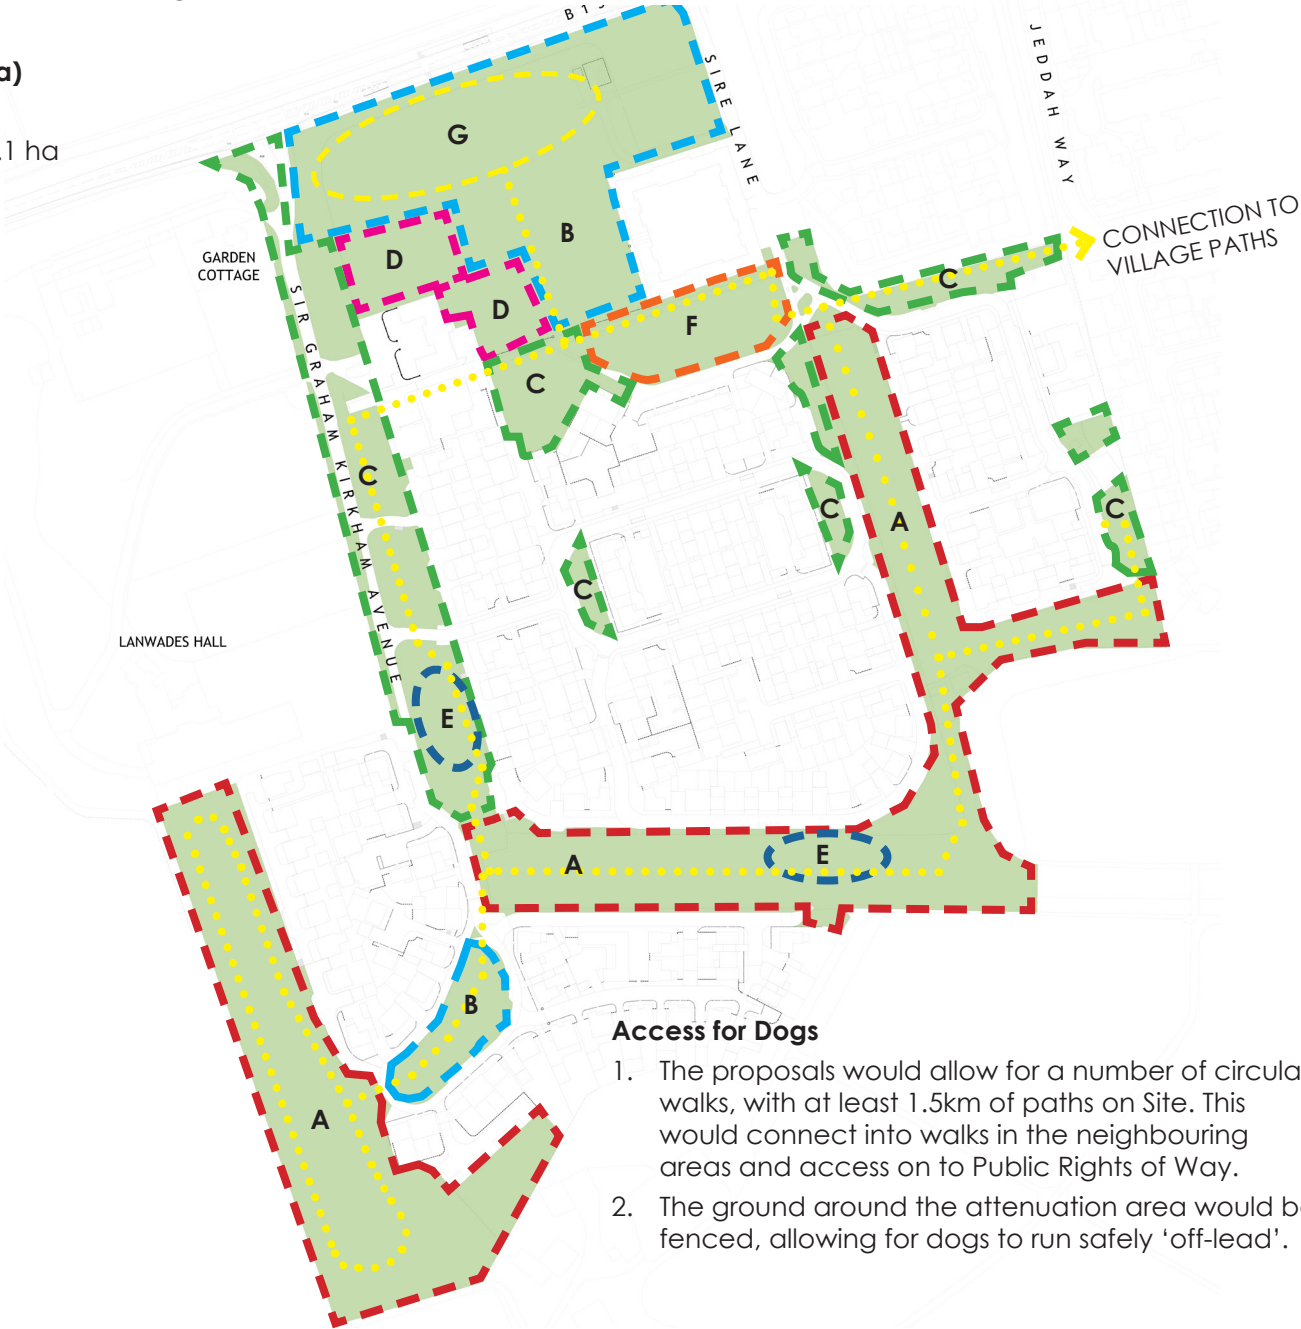 B1
a)
.1 ha
SIRE LANE
JEDDAH WAY
G
CONNECTION TO
VILLAGE PATHS
B
GARDEN
COTTAGE
D
C
SIR GRAHAM KIRKHAM AVENUE
D
F
C
C
C
C
A
C
LANWADES HALL
E
A
E
B
A
Access for Dogs
1. The proposals would allow for a number of circula
walks, with at least 1.5km of paths on Site. This
would connect into walks in the neighbouring
areas and access on to Public Rights of Way.
2. The ground around the attenuation area would b
fenced, allowing for dogs to run safely ‘off-lead’.